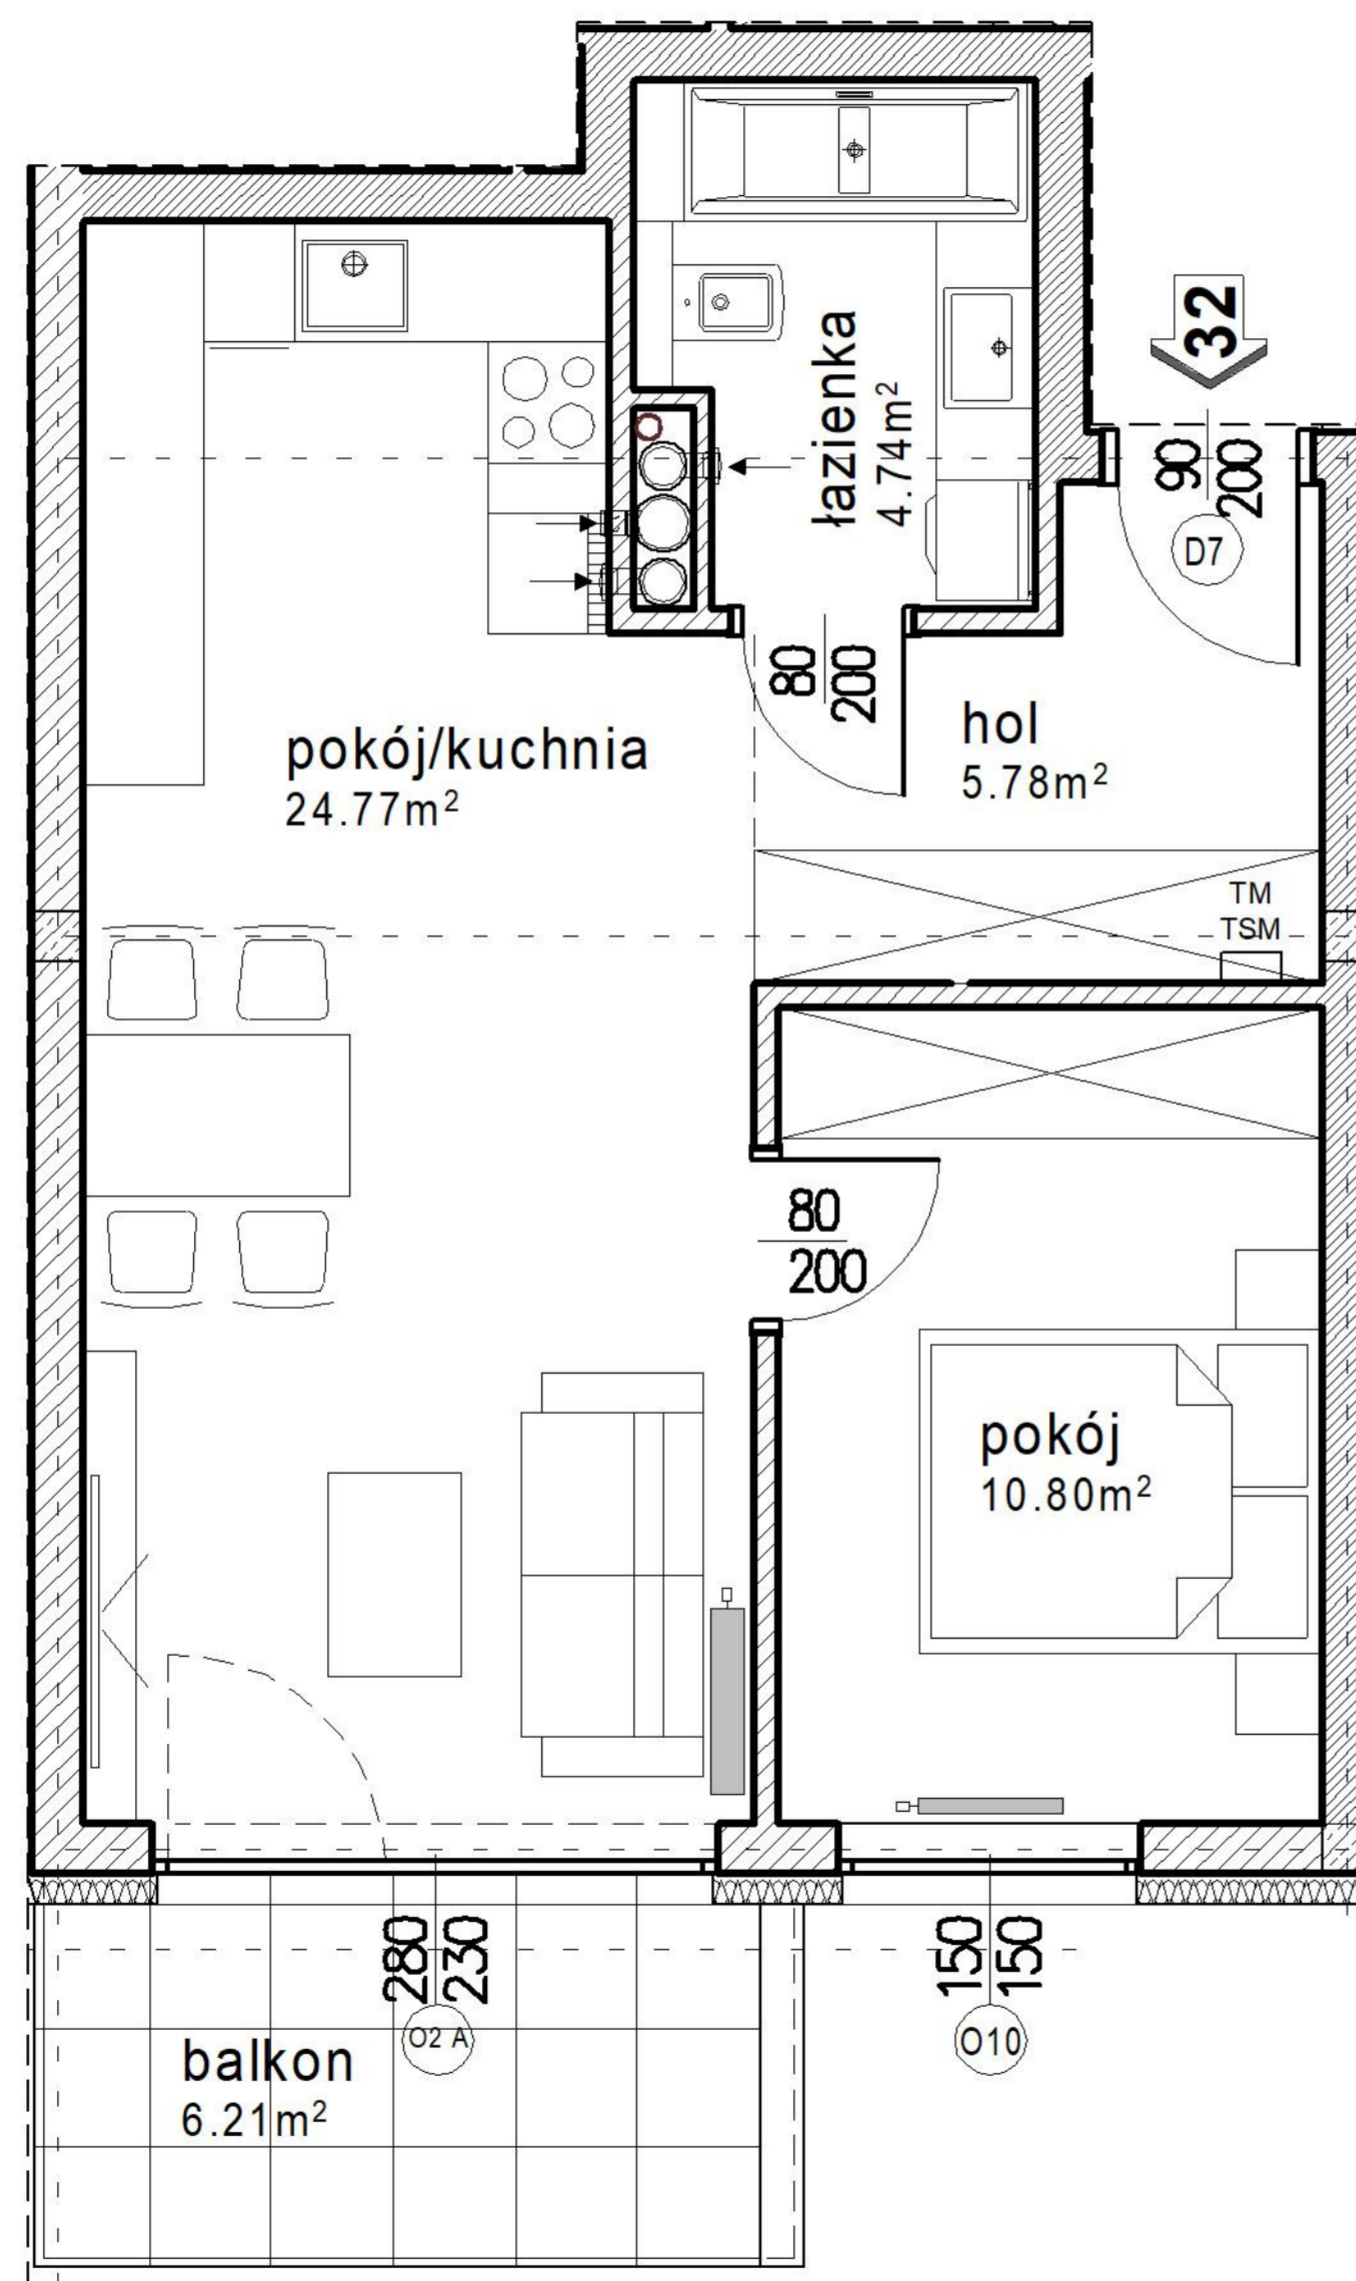 32
łazienka
4.74m²
90
200
D7
80
200
pokój/kuchnia
24.77m²
hol
5.78m²
TM
TSM
80
200
pokój
10.80m²
280
230
O2 A
150
150
O10
balkon
6.21m²